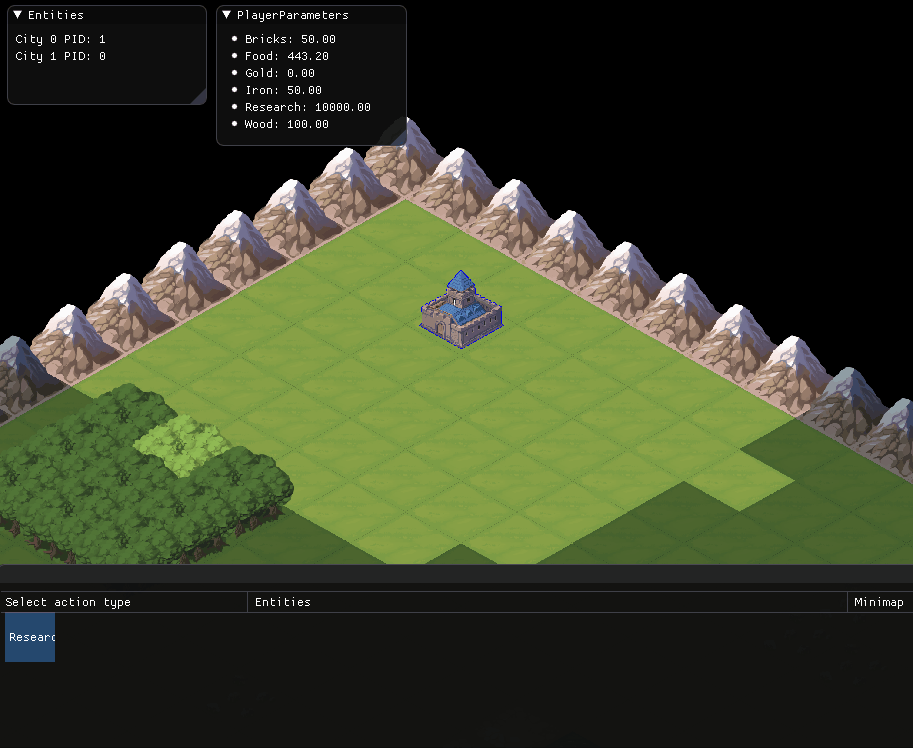 Entities
City 0 PID: 1
City 1 PID: 0
PlayerParameters
Bricks: 50.00
Food: 443.20
Gold: 0.00
Iron: 50.00
Research: 10000.00
Wood: 100.00
Select action type
Entities
Minimap
Researc